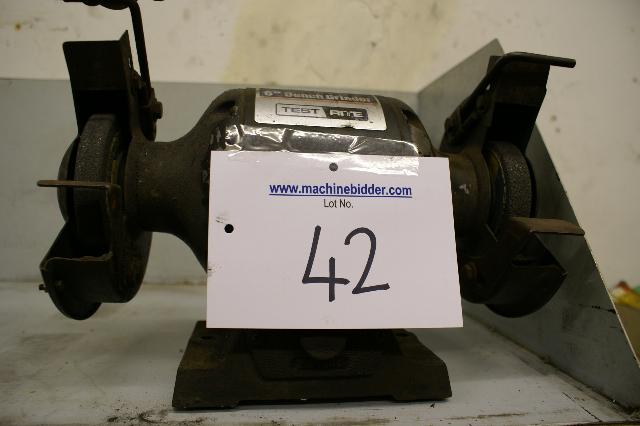 6" Bench Grinder
TEST RITE
www.machinebidder.com
Lot No.
42